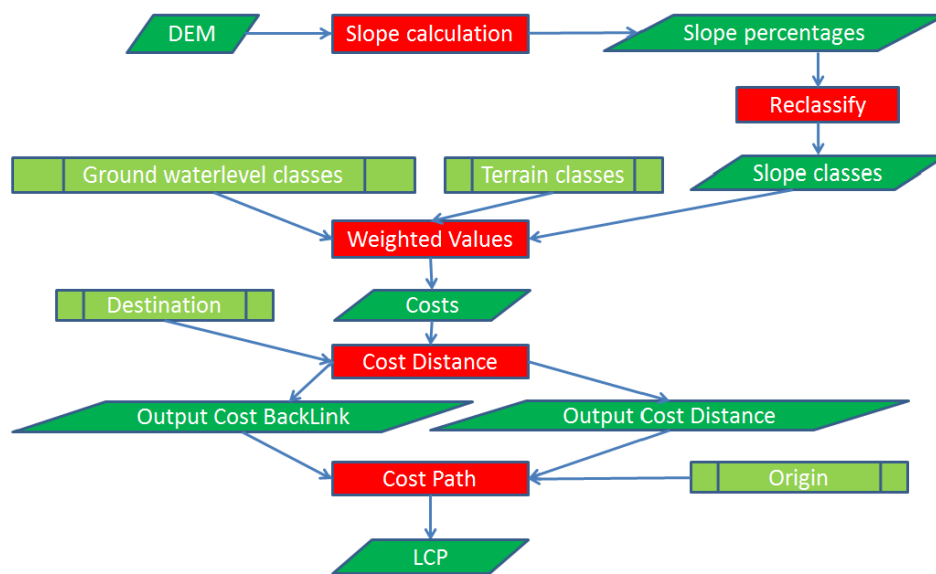 DEM
Slope calculation
Slope percentages
Reclassify
Ground waterlevel classes
Terrain classes
Slope classes
Weighted Values
Destination
Costs
Cost Distance
Output Cost BackLink
Output Cost Distance
Cost Path
Origin
LCP